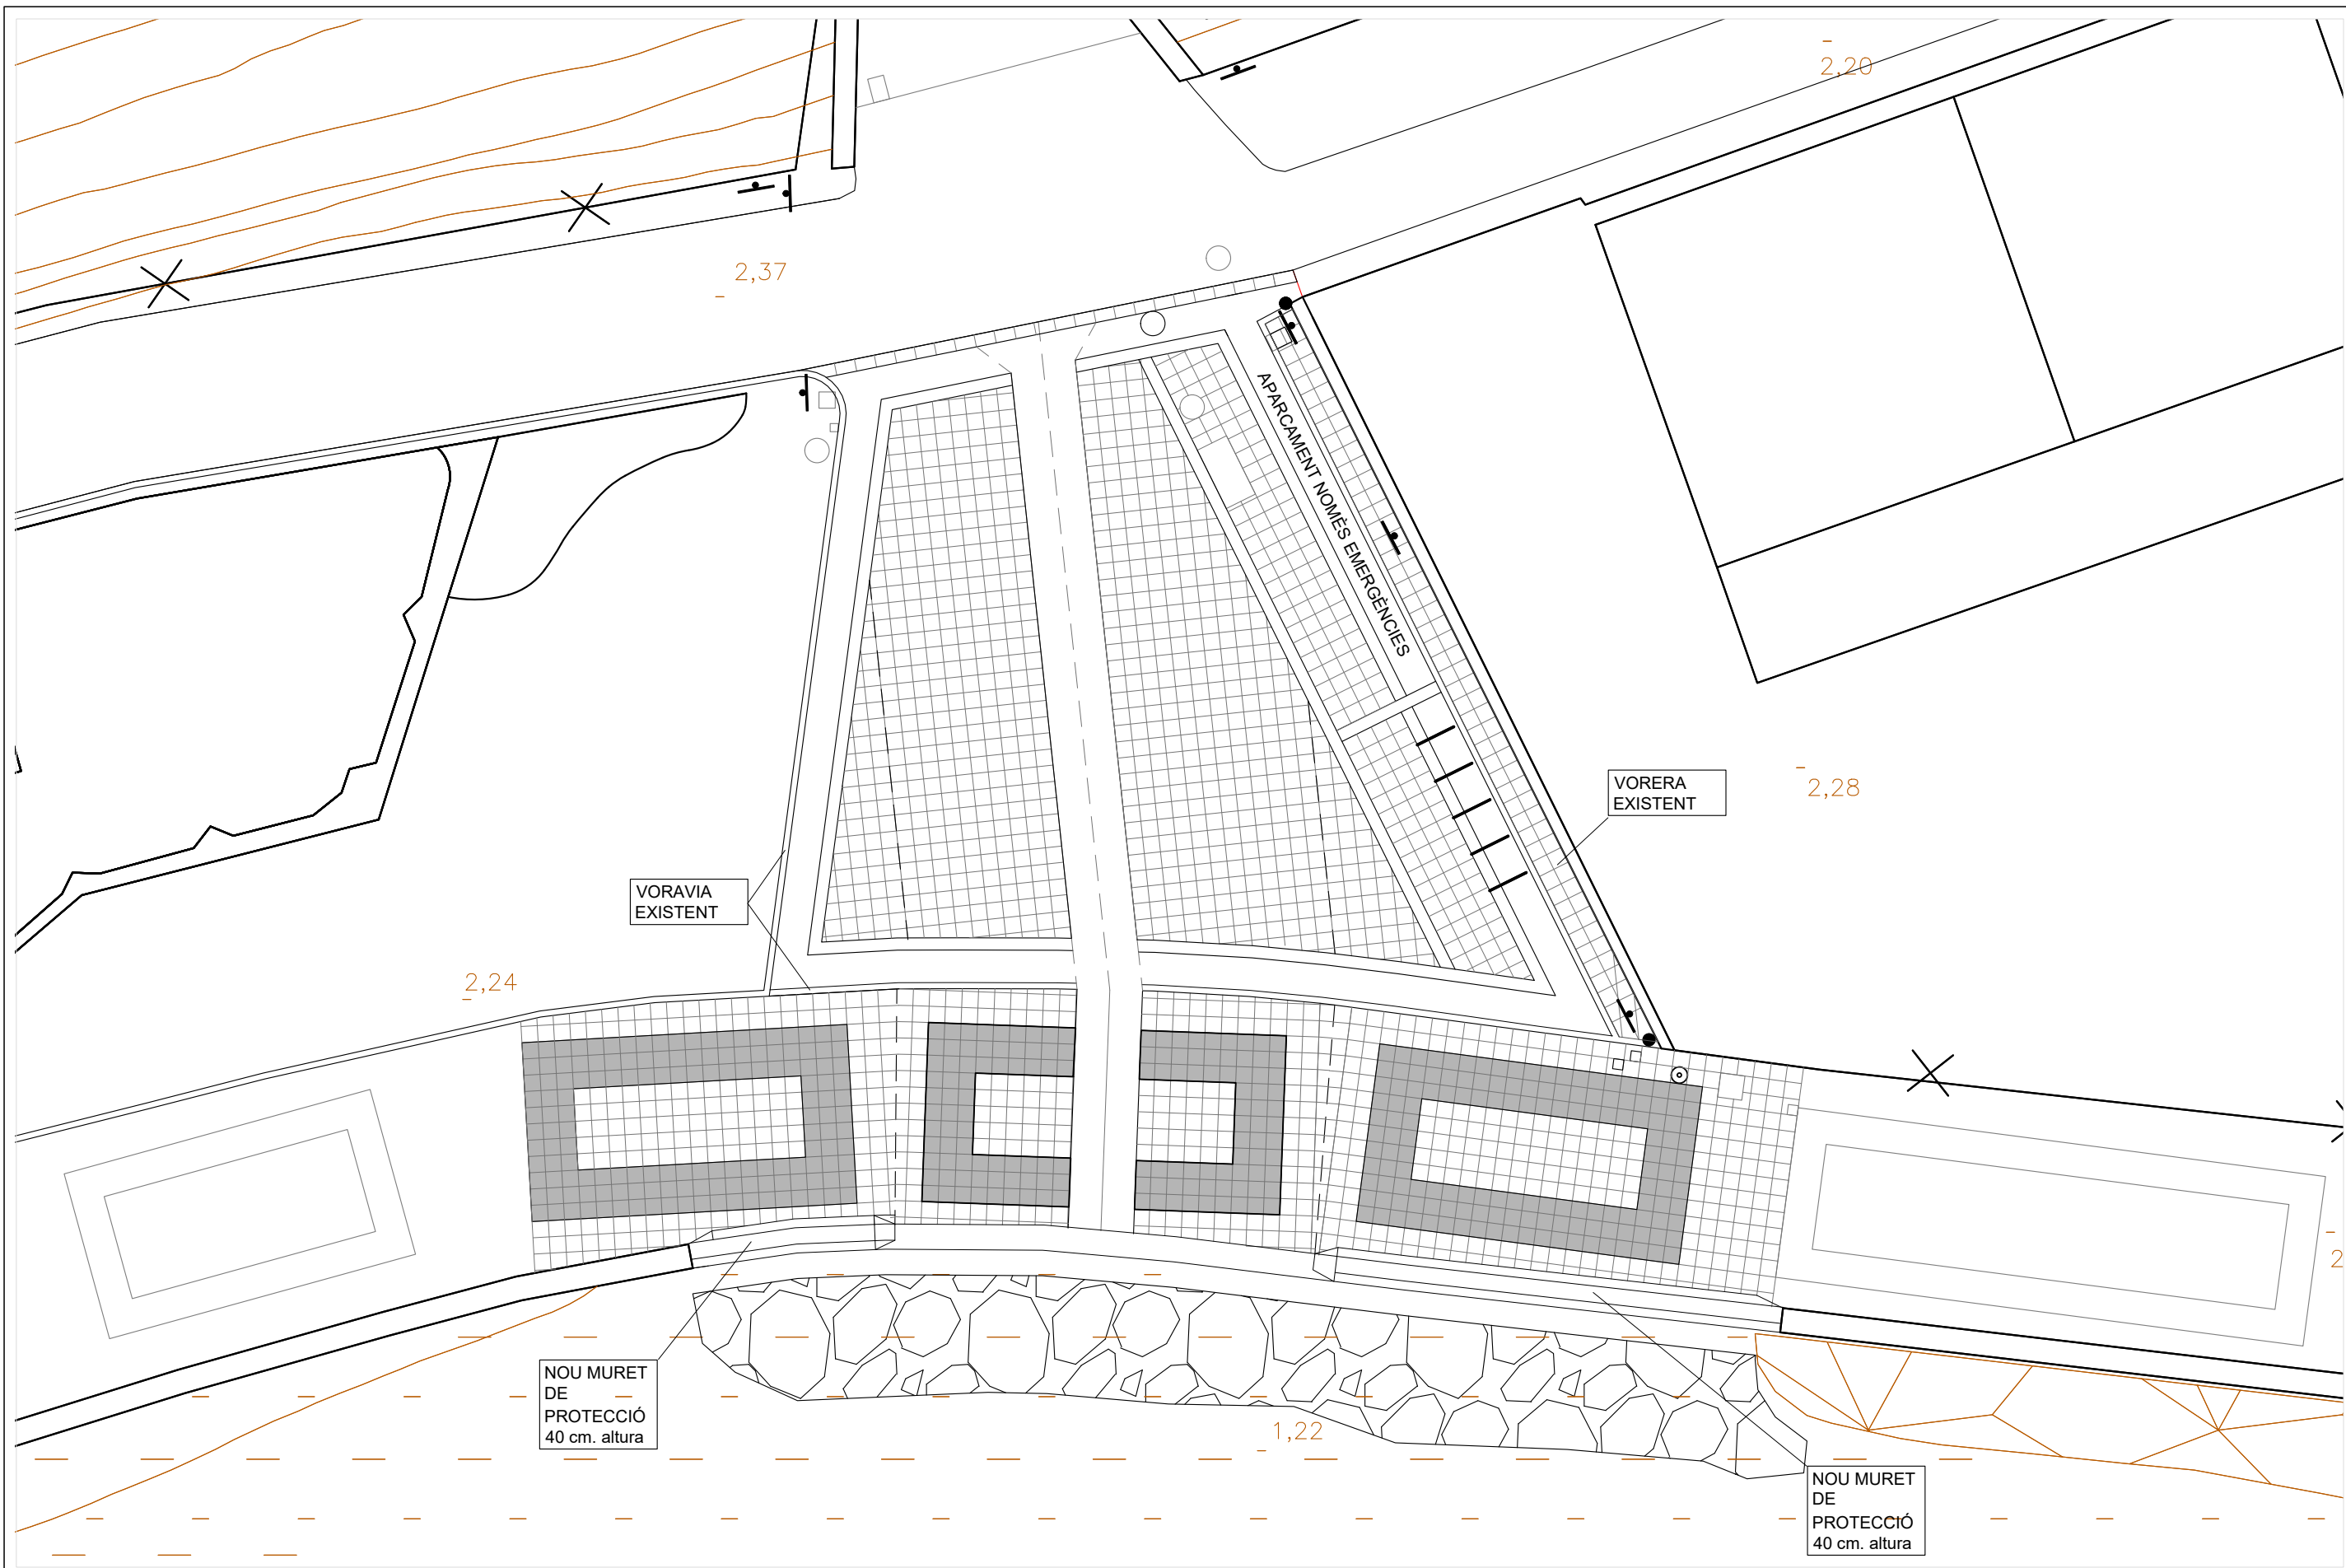 2,20
2,37
APARCAMENT NOMÈS EMERGÈNCIES
VORERA
EXISTENT
2,28
VORAVIA
EXISTENT
2,24
NOU MURET
DE
PROTECCIÓ
40 cm. altura
1,22
NOU MURET
DE
PROTECCIÓ
40 cm. altura